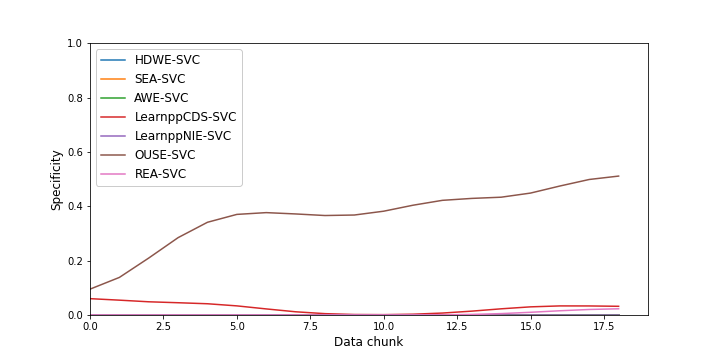 1.0
0.8
0.6
0.4
0.2
0.0
Specificity
HDWE-SVC
SEA-SVC
AWE-SVC
LearnppCDS-SVC
LearnppNIE-SVC
OUSE-SVC
REA-SVC
0.0 2.5 5.0 7.5 10.0 12.5 15.0 17.5
Data chunk